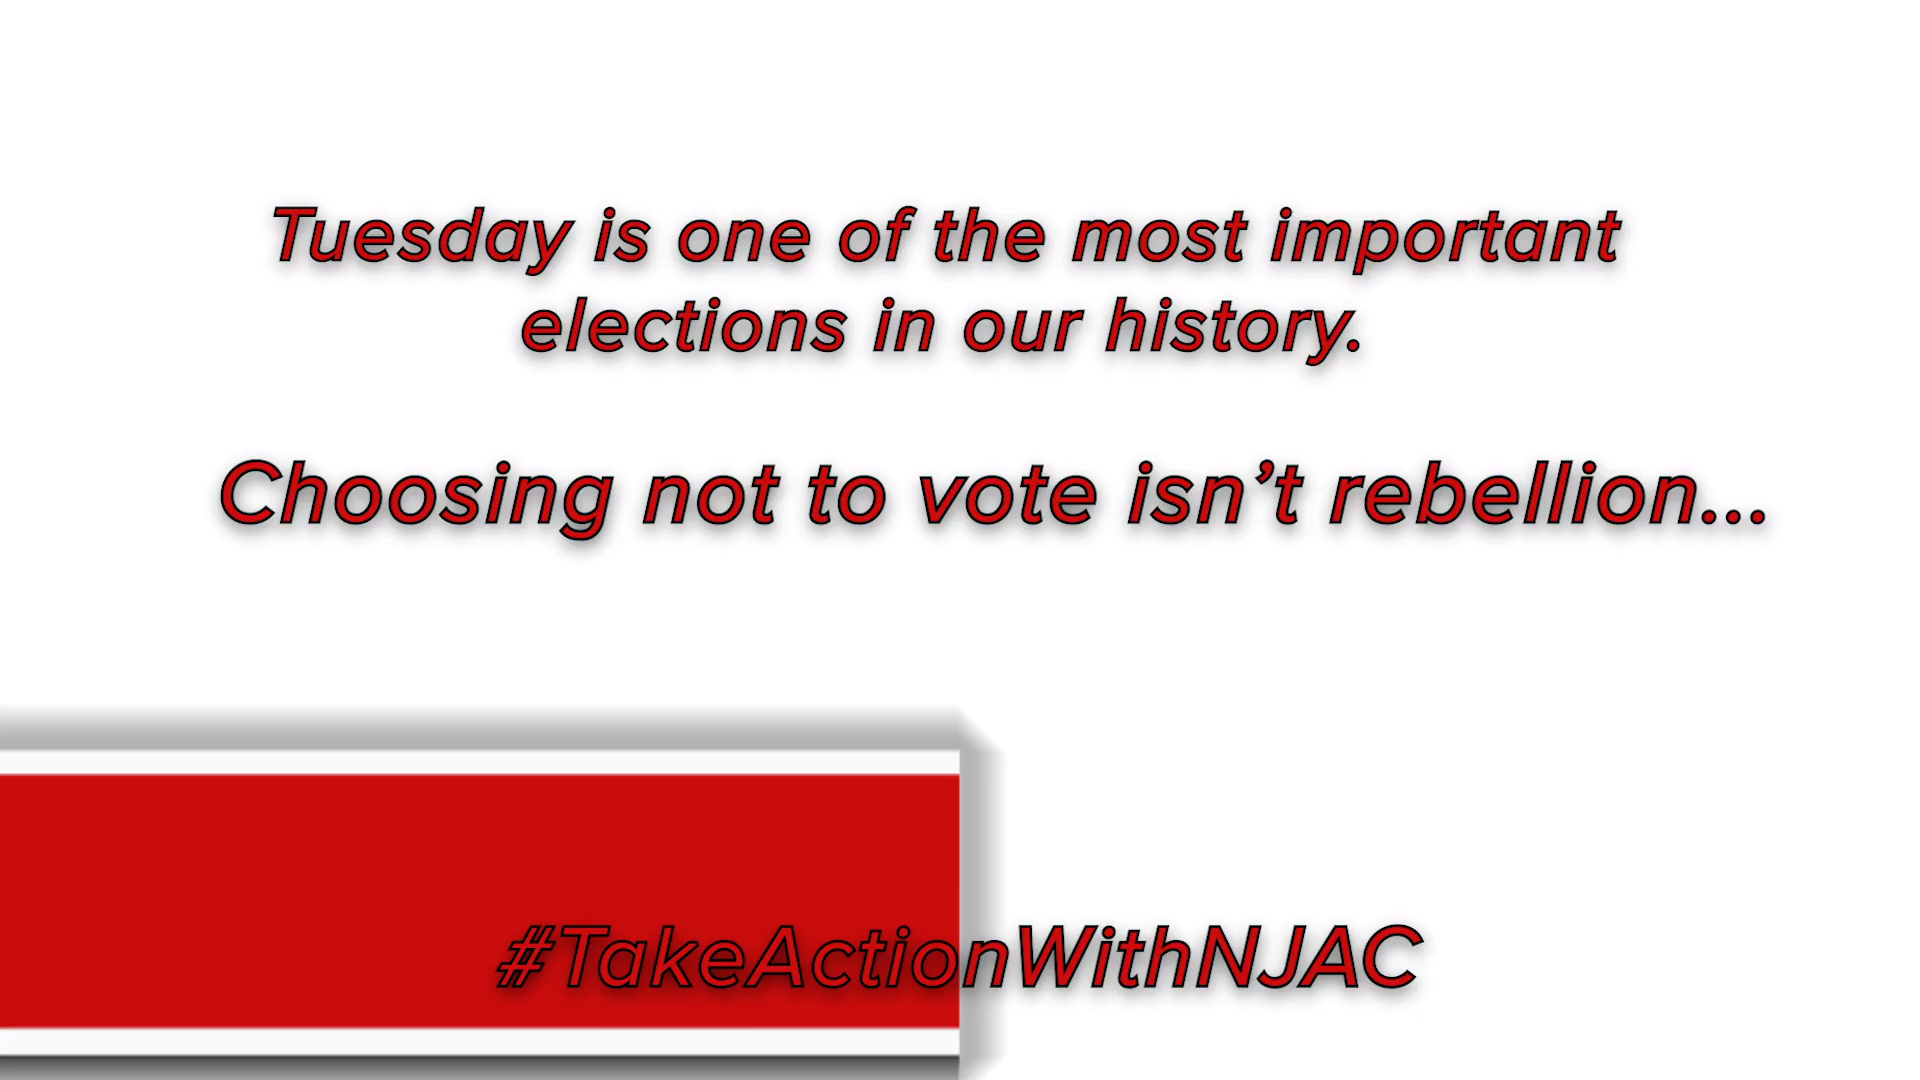 Tuesday is one of the most important
elections in our history.
Choosing not to vote isn’t rebellion...
#TakeActionWithNJAC